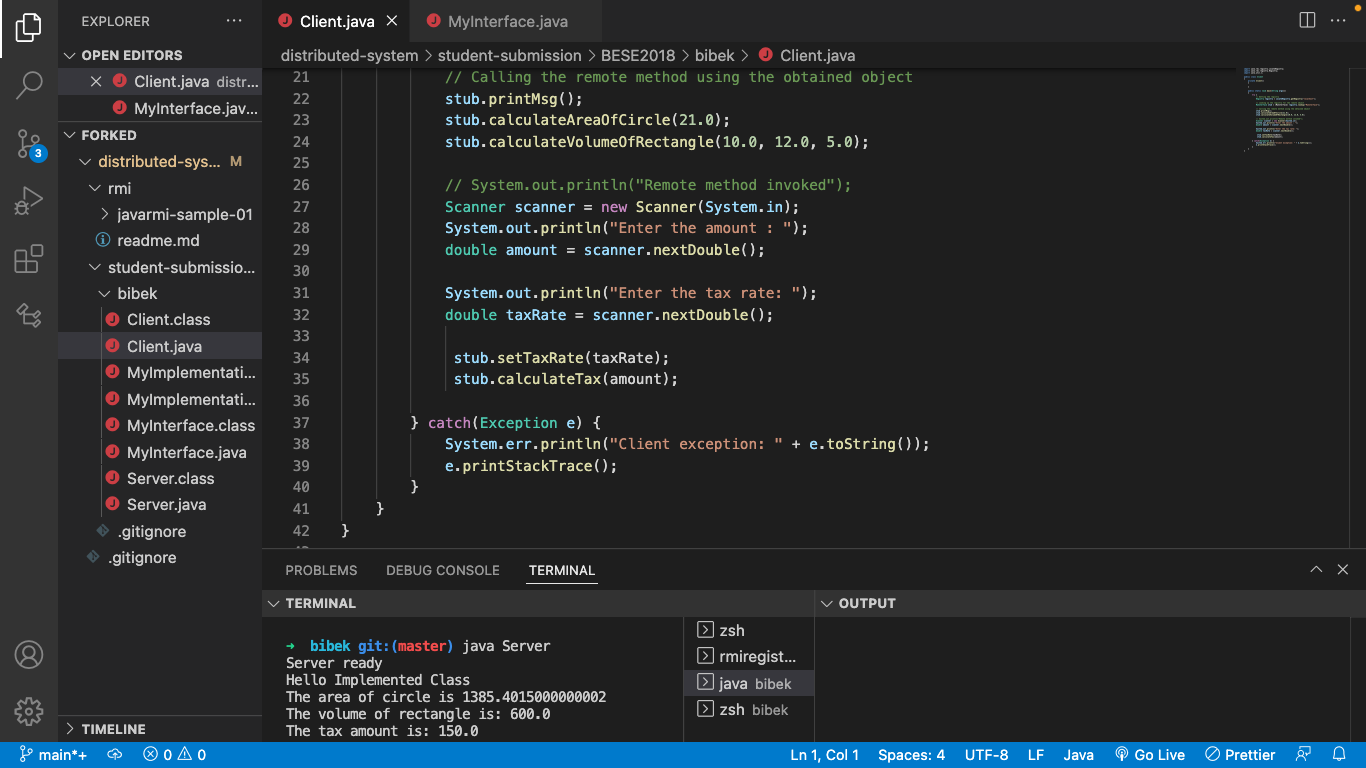 EXPLORER
OPEN EDITORS
Client.java distr...
MyInterface.jav...
FORKED
distributed-sys... M
rmi
javarmi-sample-01
readme.md
student-submissio...
bibek
Client.class
Client.java
MyImplementati...
MyImplementati...
MyInterface.class
MyInterface.java
Server.class
Server.java
.gitignore
.gitignore
TIMELINE
3
Client.java
MyInterface.java
distributed-system > student-submission > BESE2018 > bibek > Client.java
21 // Calling the remote method using the obtained object
22 stub.printMsg();
23 stub.calculateAreaOfCircle(21.0);
24 stub.calculateVolumeOfRectangle(10.0, 12.0, 5.0);
25
26 // System.out.println("Remote method invoked");
27 Scanner scanner = new Scanner(System.in);
28 System.out.println("Enter the amount : ");
29 double amount = scanner.nextDouble();
30
31 System.out.println("Enter the tax rate: ");
32 double taxRate = scanner.nextDouble();
33
34 stub.setTaxRate(taxRate);
35 stub.calculateTax(amount);
36
37 } catch(Exception e) {
38 System.err.println("Client exception: " + e.toString());
39 e.printStackTrace();
40 }
41 }
42 }
PROBLEMS DEBUG CONSOLE TERMINAL
TERMINAL
➜ bibek git:(master) java Server
Server ready
Hello Implemented Class
The area of circle is 1385.4015000000002
The volume of rectangle is: 600.0
The tax amount is: 150.0
zsh
rmiregist...
java bibek
zsh bibek
OUTPUT
main*+ 0 0 Ln 1, Col 1 Spaces: 4 UTF-8 LF Java Go Live Prettier